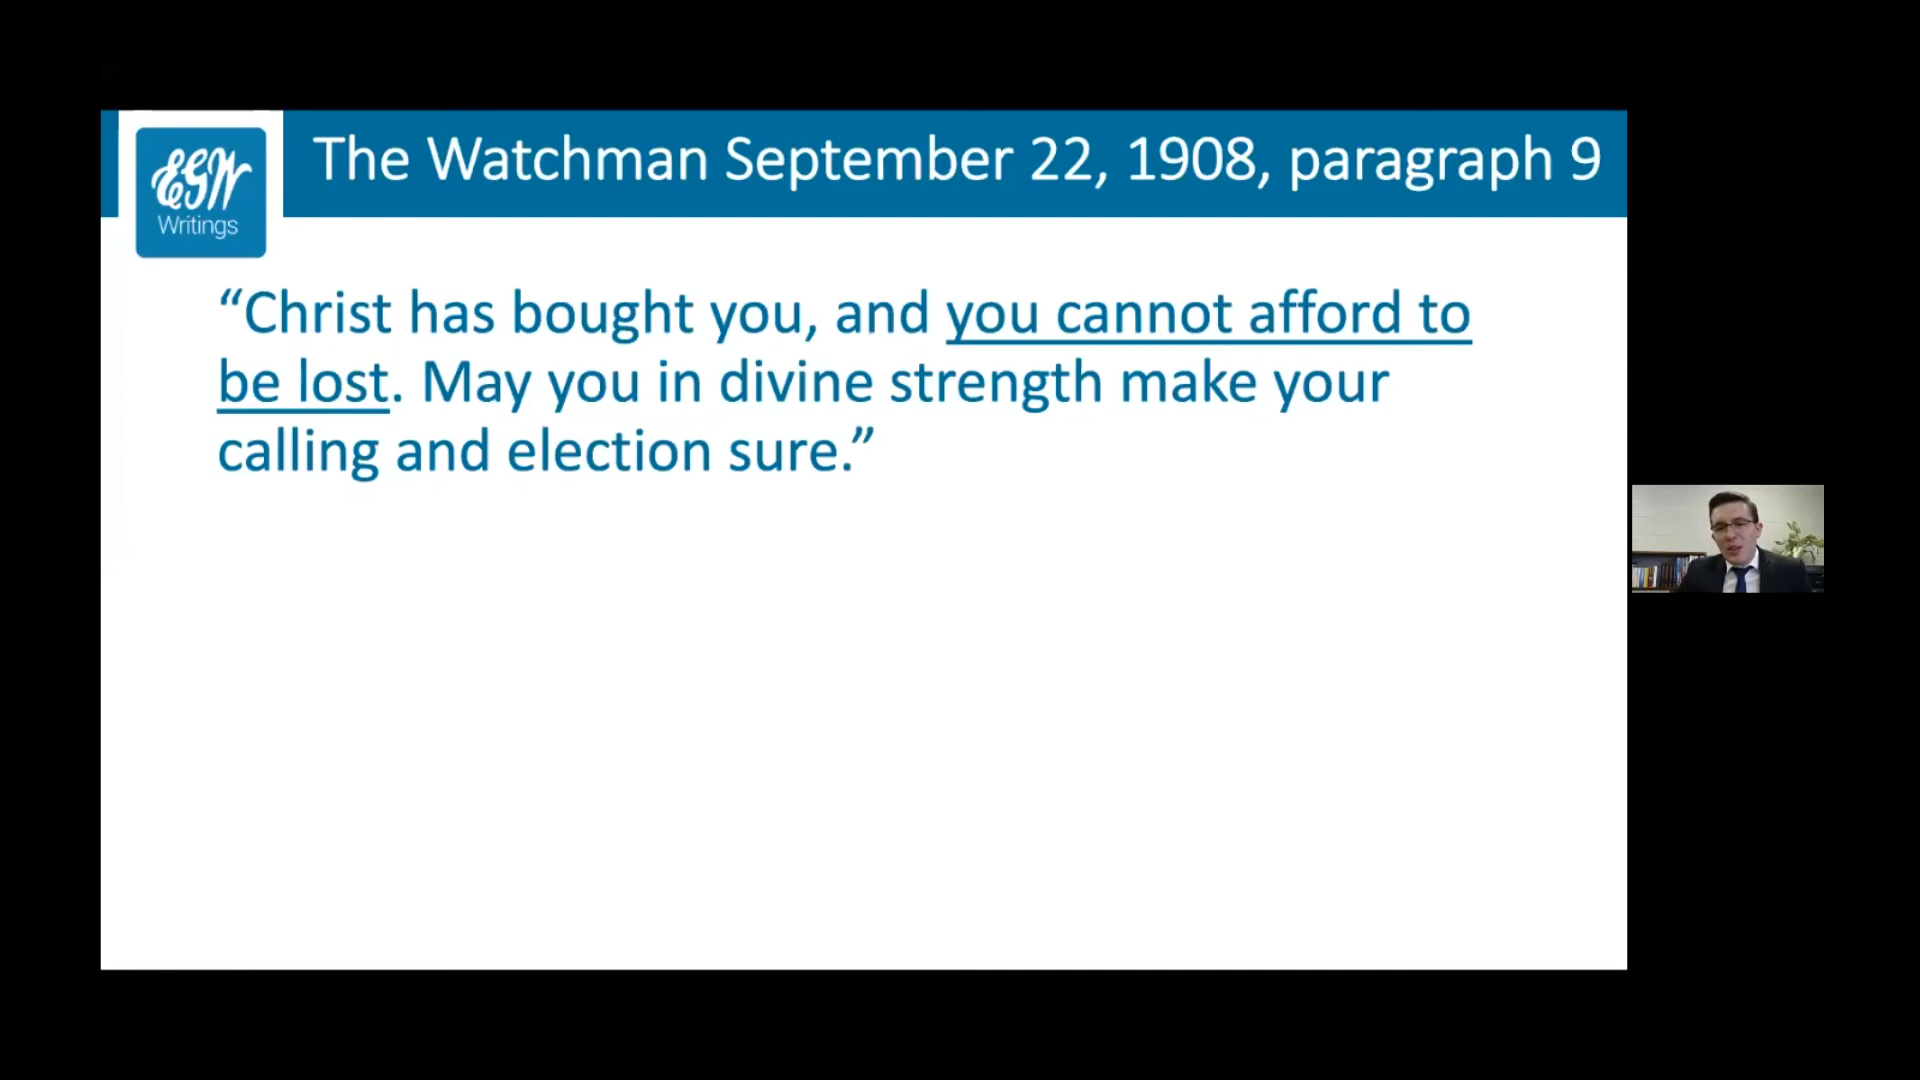 EGW
Writings
The Watchman September 22, 1908, paragraph 9
“Christ has bought you, and you cannot afford to
be lost. May you in divine strength make your
calling and election sure.”